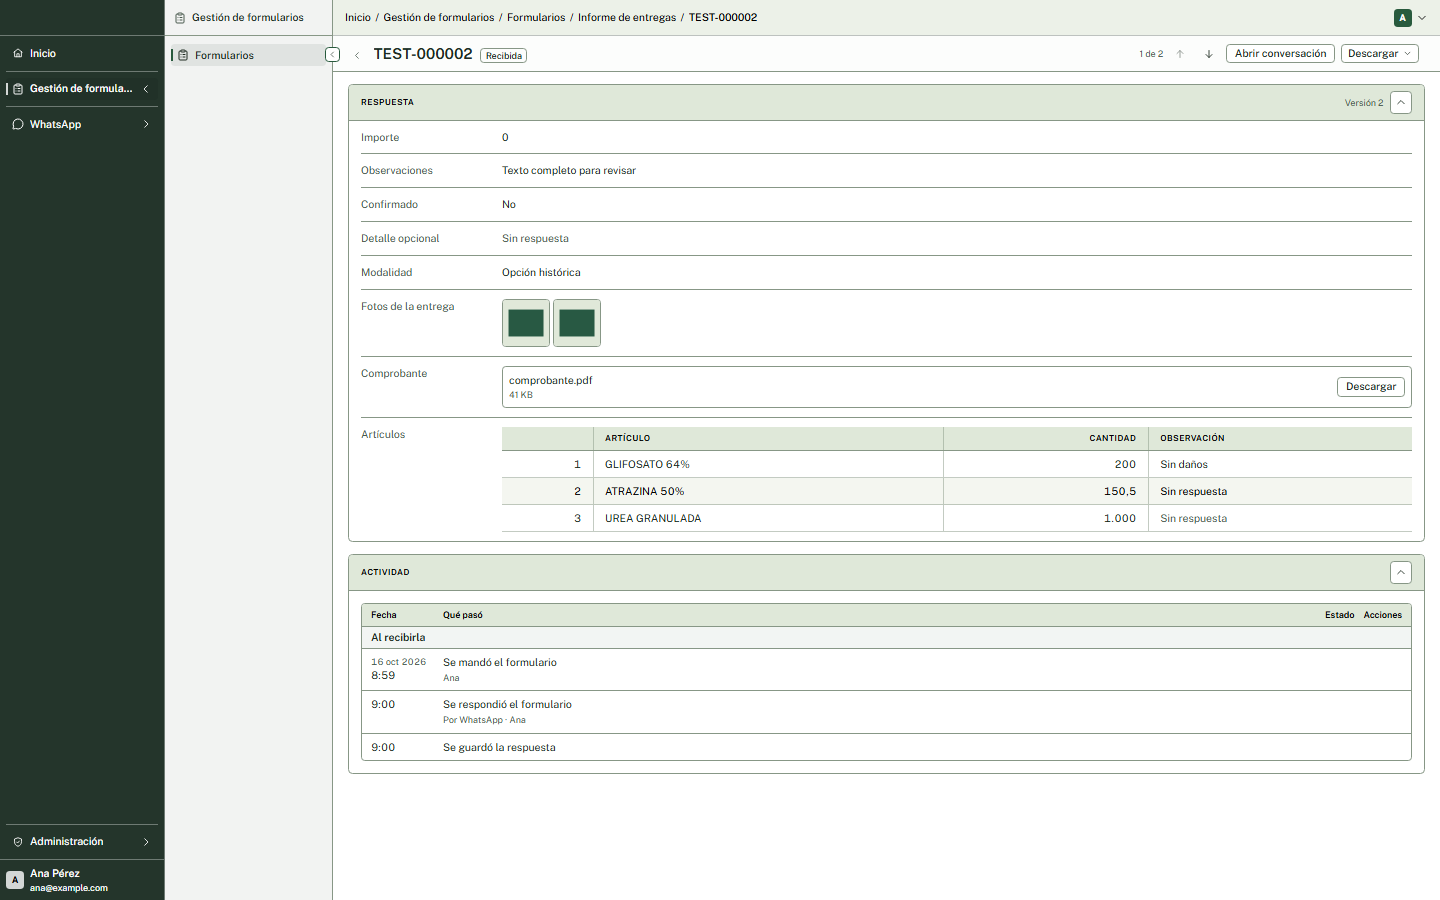 Inicio
Gestión de formula...
WhatsApp
Administración
A
Ana Pérez
ana@example.com
Gestión de formularios
Formularios
Inicio / Gestión de formularios / Formularios / Informe de entregas / TEST-000002
A
TEST-000002 Recibida
1 de 2 Abrir conversación Descargar
RESPUESTA Versión 2
Importe 0
Observaciones Texto completo para revisar
Confirmado No
Detalle opcional Sin respuesta
Modalidad Opción histórica
Fotos de la entrega
Comprobante comprobante.pdf
41 KB
Descargar
Artículos
ARTÍCULO CANTIDAD OBSERVACIÓN
1 GLIFOSATO 64% 200 Sin daños
2 ATRAZINA 50% 150,5 Sin respuesta
3 UREA GRANULADA 1.000 Sin respuesta
ACTIVIDAD
Fecha Qué pasó Estado Acciones
Al recibirla
16 oct 2026
8:59
Se mandó el formulario
Ana
9:00 Se respondió el formulario
Por WhatsApp · Ana
9:00 Se guardó la respuesta